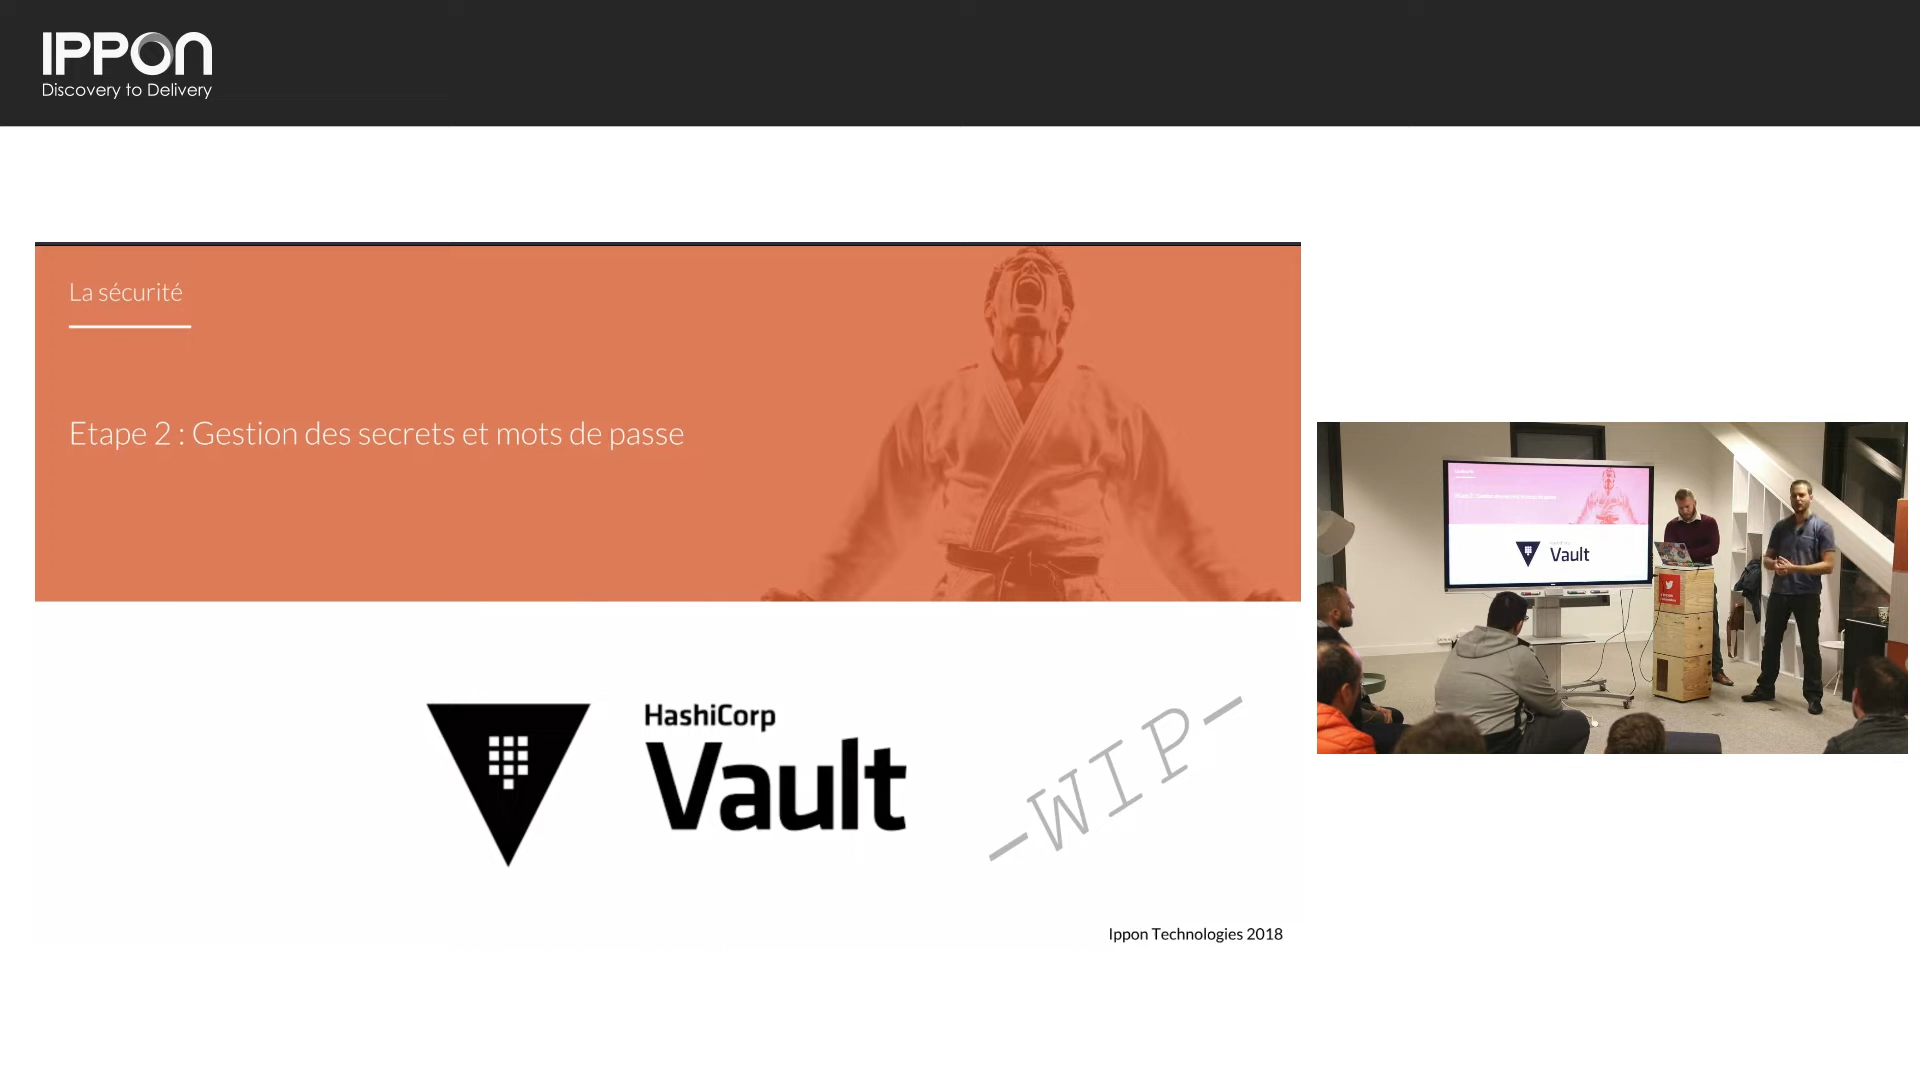 IPPON
Discovery to Delivery
La sécurité
Etape 2 : Gestion des secrets et mots de passe
HashiCorp
Vault
-WIP-
Ippon Technologies 2018
Vault